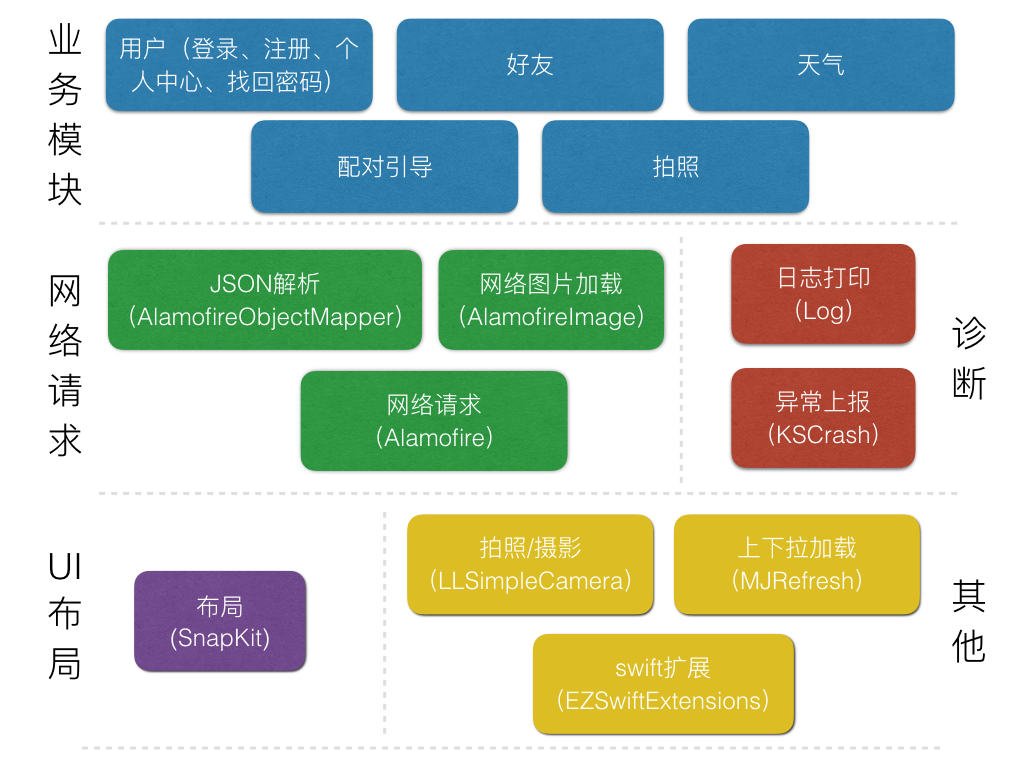 业务模块
用户（登录、注册、个
人中心、找回密码）
好友
天气
配对引导
拍照
网络请求
JSON解析
（AlamofireObjectMapper）
网络图片加载
（AlamofireImage）
网络请求
（Alamofire）
日志打印
（Log）
异常上报
（KSCrash）
诊断
UI布局
布局
(SnapKit)
拍照/摄影
（LLSimpleCamera）
上下拉加载
（MJRefresh）
swift扩展
（EZSwiftExtensions）
其他